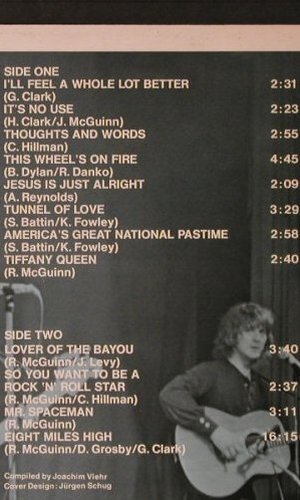 SIDE ONE
I'LL FEEL A WHOLE LOT BETTER 2:31
(G. Clark)
IT'S NO USE 2:23
(H. Clark/J. McGuinn)
THOUGHTS AND WORDS 2:55
(C. Hillman)
THIS WHEEL'S ON FIRE 4:45
(B. Dylan/R. Danko)
JESUS IS JUST ALRIGHT 2:09
(A. Reynolds)
TUNNEL OF LOVE 3:29
(S. Battin/K. Fowley)
AMERICA'S GREAT NATIONAL PASTIME 2:58
(S. Battin/K. Fowley)
TIFFANY QUEEN 2:40
(R. McGuinn)
SIDE TWO
LOVER OF THE BAYOU 3:40
(R. McGuinn/J. Levy)
SO YOU WANT TO BE A
ROCK 'N' ROLL STAR 2:37
(R. McGuinn/C. Hillman)
MR. SPACEMAN 3:11
(R. McGuinn)
EIGHT MILES HIGH 16:15
(R. McGuinn/D. Grosby/G. Clark)
Compiled by Joachim Viehr
Cover Design: Jürgen Schug